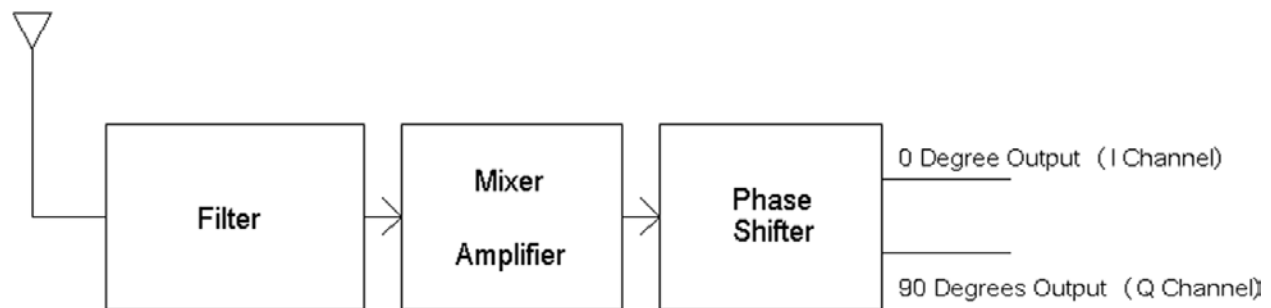 Filter
Mixer
Amplifier
Phase
Shifter
0 Degree Output (I Channel)
90 Degrees Output (Q Channel)